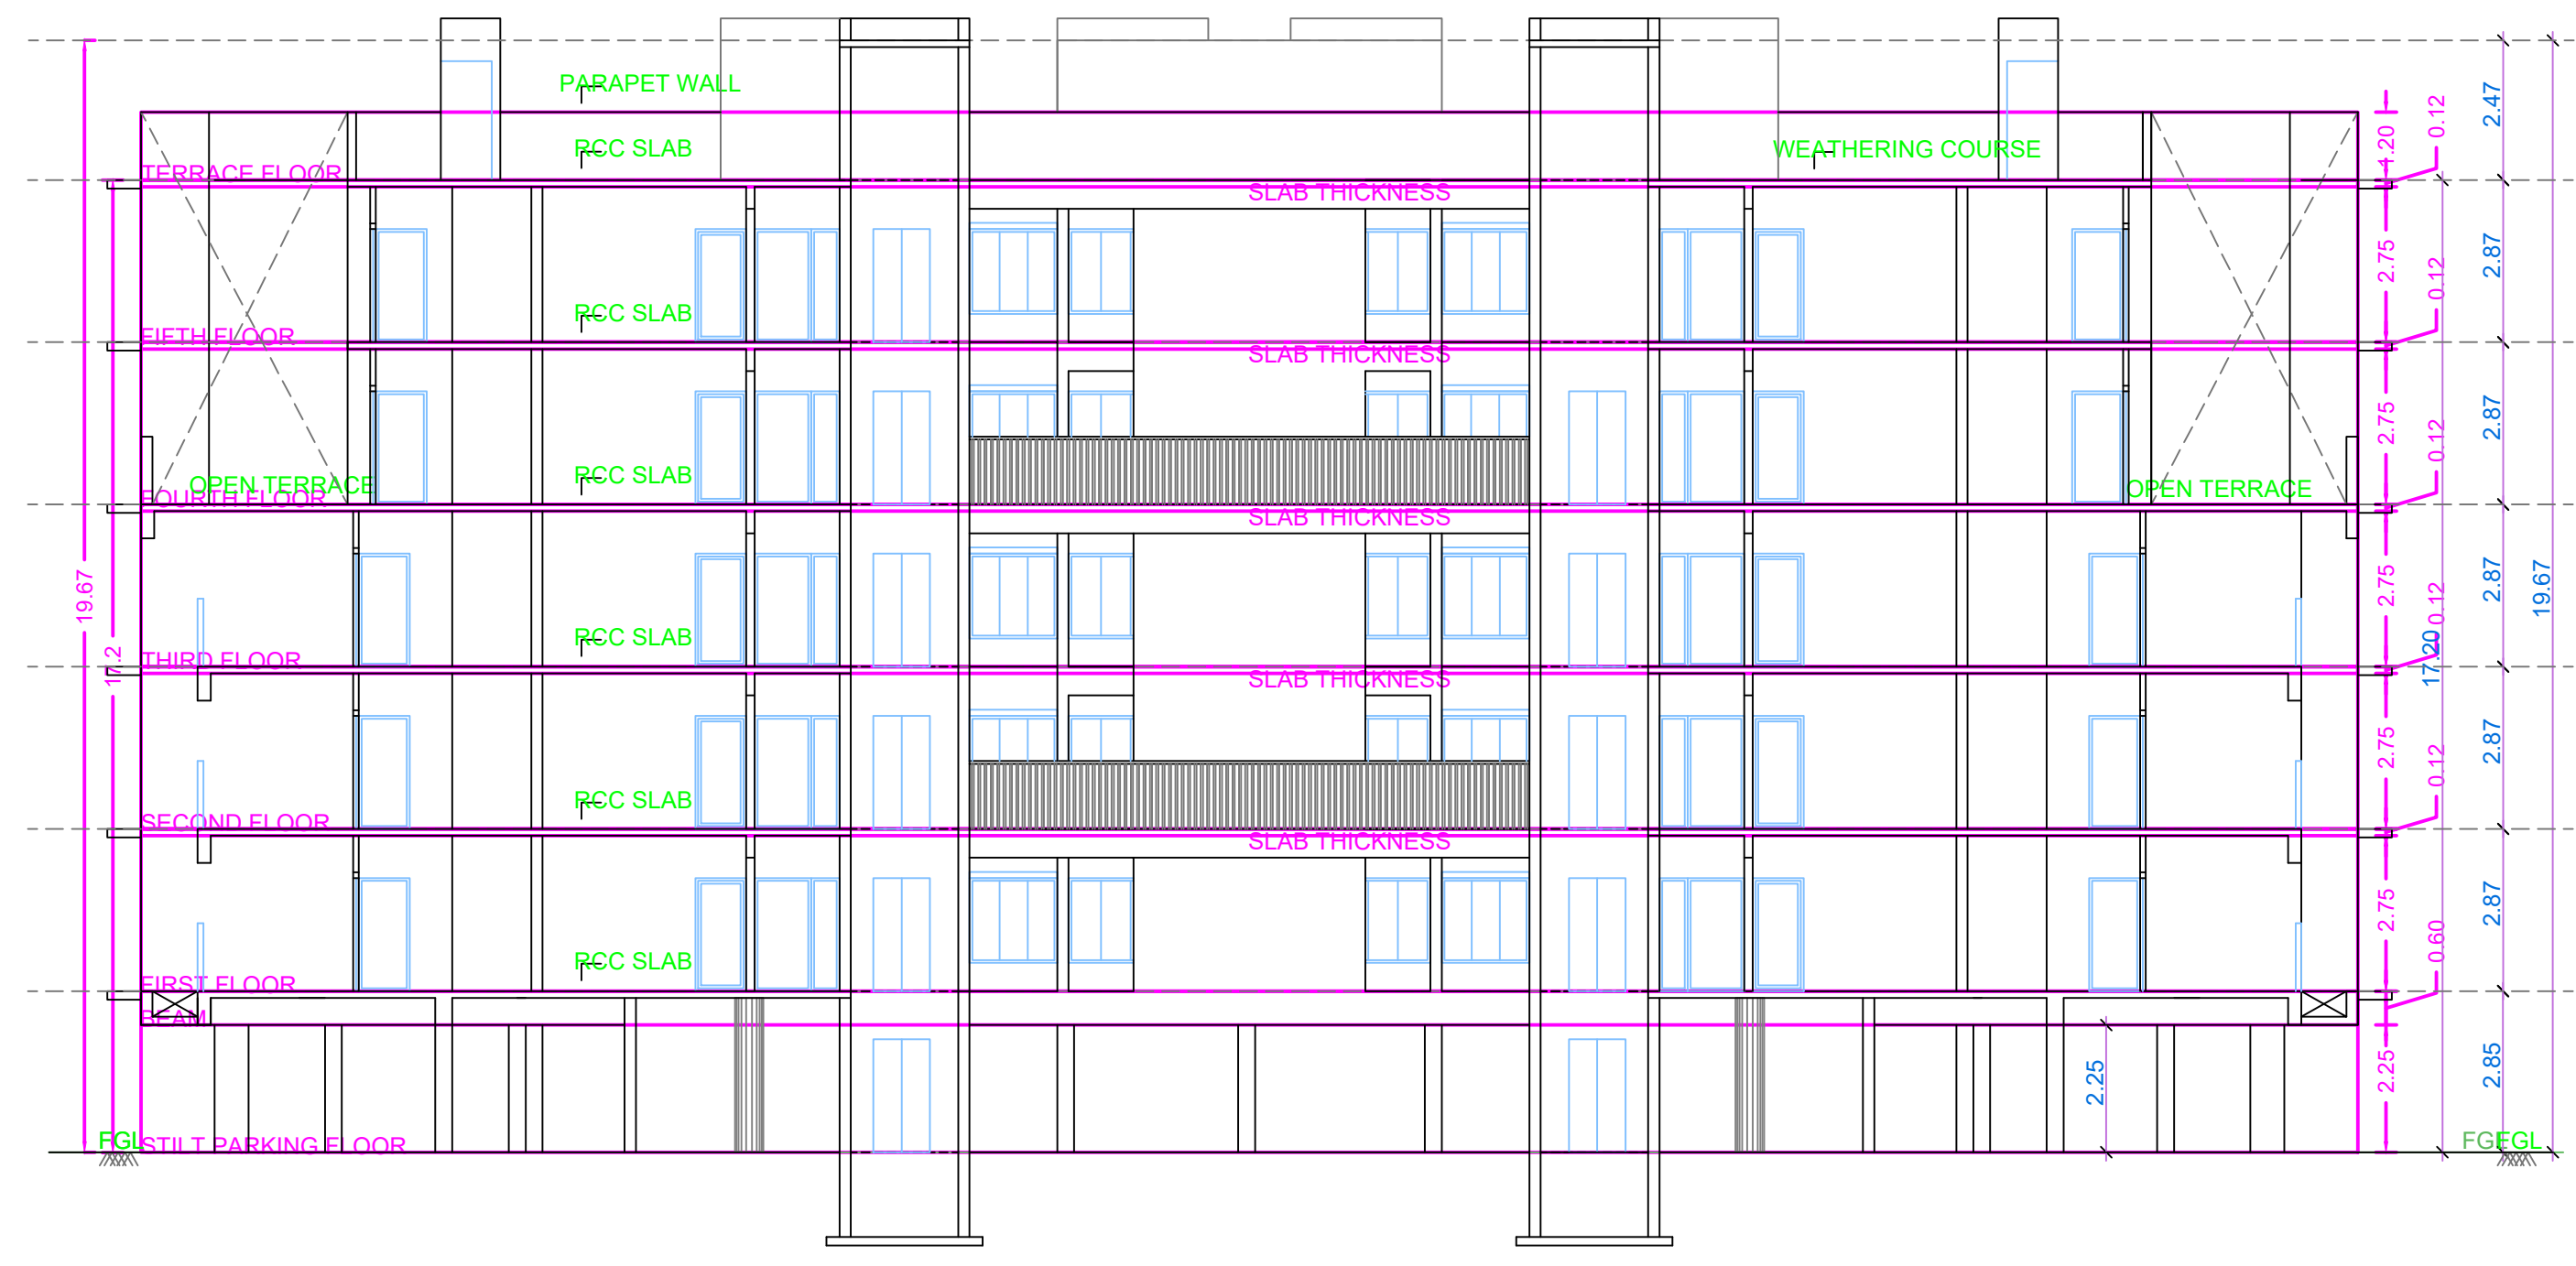 PARAPET WALL
2.47
0.12
1.20
RCC SLAB
WEATHERING COURSE
TERRACE FLOOR
SLAB THICKNESS
2.75
0.12
2.87
RCC SLAB
FIFTH FLOOR
SLAB THICKNESS
2.75
0.12
2.87
RCC SLAB
OPEN TERRACE
OPEN TERRACE
FOURTH FLOOR
SLAB THICKNESS
19.67
2.75
0.12
2.87
19.67
RCC SLAB
17.2
THIRD FLOOR
17.20
SLAB THICKNESS
2.75
0.12
2.87
RCC SLAB
SECOND FLOOR
SLAB THICKNESS
2.75
0.60
2.87
RCC SLAB
FIRST FLOOR
BEAM
2.25
2.25
2.85
FGL
STILT PARKING FLOOR
FGL
FGL